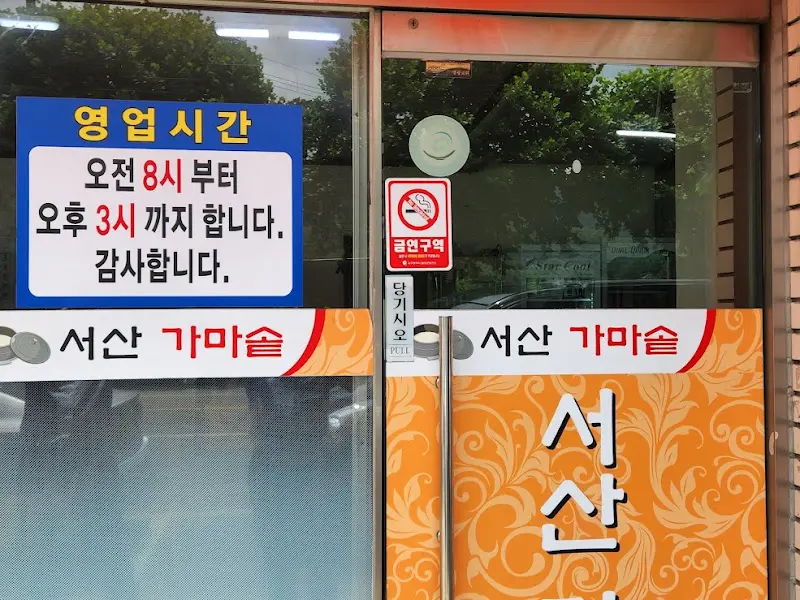 영업시간
오전 8시 부터
오후 3시 까지 합니다.
감사합니다.
서산 가마솥
금연구역
당기시오
PULL
서산 가마솥
Star Coat
서산